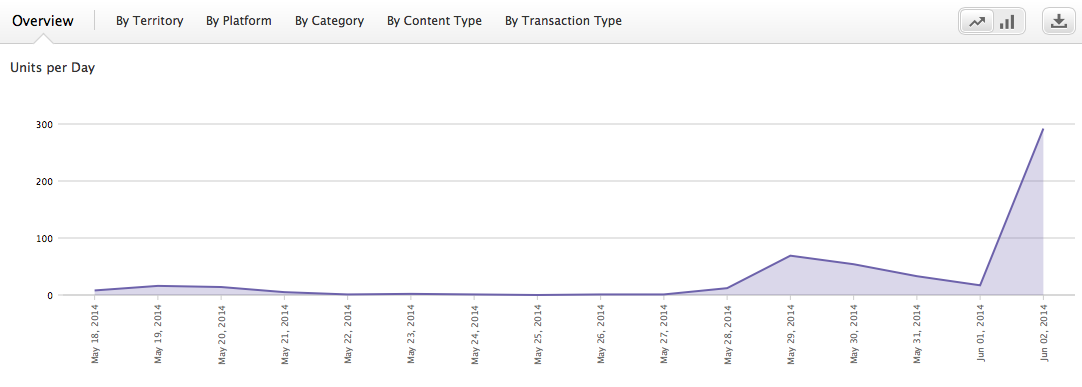 Overview By Territory By Platform By Category By Content Type By Transaction Type
Units per Day
300
200
100
0
May 18, 2014
May 19, 2014
May 20, 2014
May 21, 2014
May 22, 2014
May 23, 2014
May 24, 2014
May 25, 2014
May 26, 2014
May 27, 2014
May 28, 2014
May 29, 2014
May 30, 2014
May 31, 2014
Jun 01, 2014
Jun 02, 2014